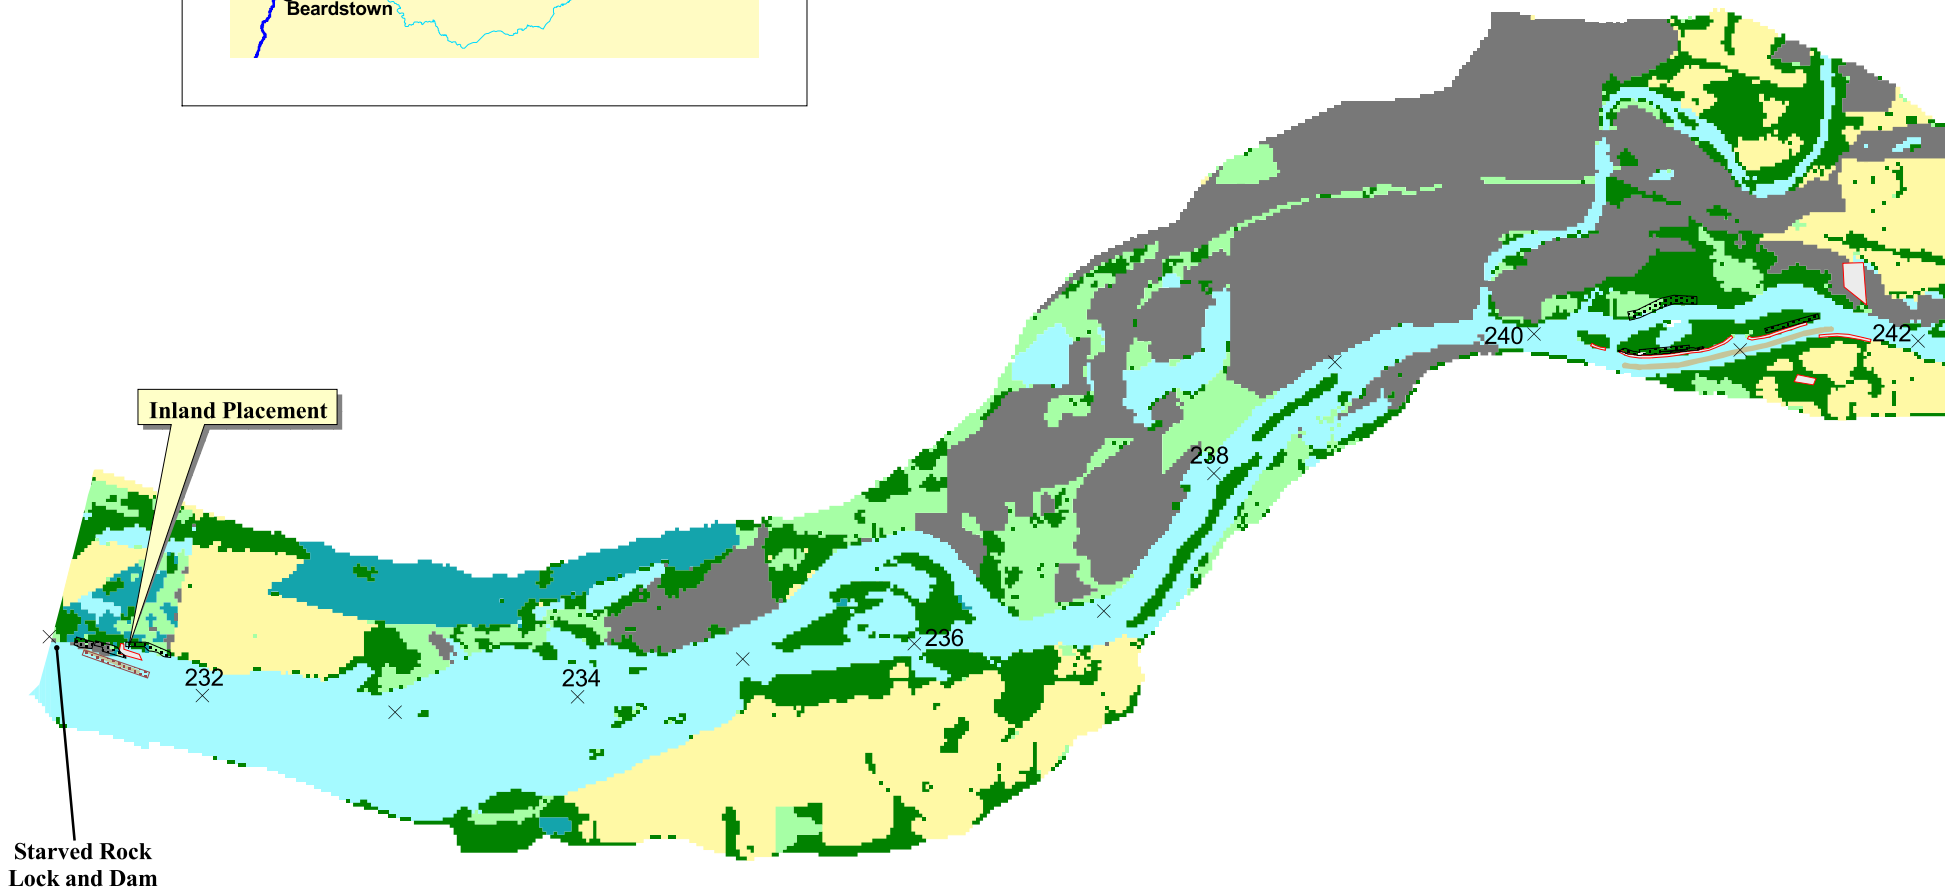 Beardstown
240
242
Inland Placement
238
236
232
234
Starved Rock
Lock and Dam